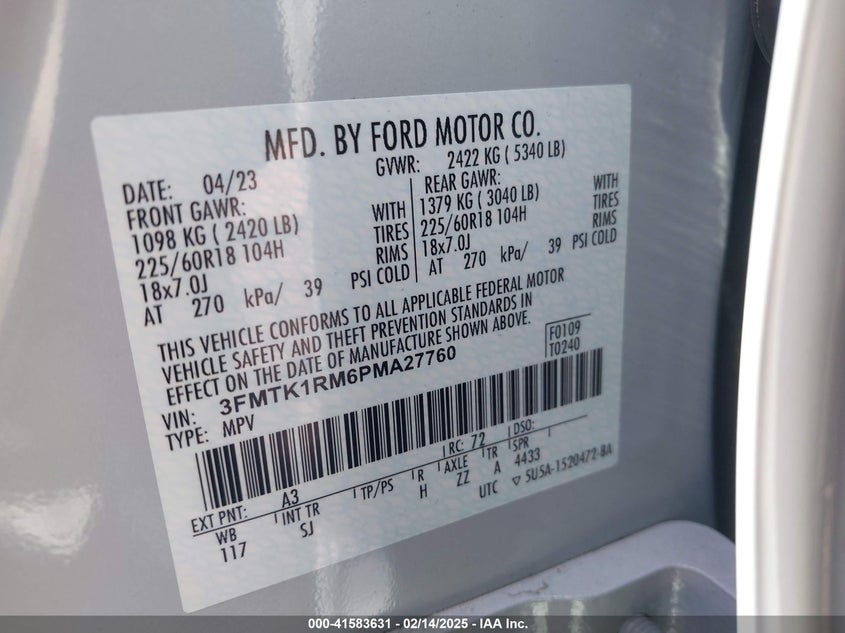 MFD. BY FORD MOTOR CO.
DATE: 04/23
GVWR: 2422 KG ( 5340 LB)
FRONT GAWR:
1098 KG ( 2420 LB) WITH
225/60R18 104H TIRES
18x7.0J RIMS
AT 270 kPa/ 39 PSI COLD
REAR GAWR:
1379 KG ( 3040 LB) WITH
225/60R18 104H TIRES
18x7.0J RIMS
AT 270 kPa/ 39 PSI COLD
THIS VEHICLE CONFORMS TO ALL APPLICABLE FEDERAL MOTOR
VEHICLE SAFETY AND THEFT PREVENTION STANDARDS IN
EFFECT ON THE DATE OF MANUFACTURE SHOWN ABOVE.
F0109
T0240
VIN: 3FMTK1RM6PMA27760
TYPE: MPV
EXT PNT: A3 RC: 72 DSO:
WB INT TR TP/PS R AXLE TR SPR
117 SJ H ZZ A 4433
UTC ▽ 5U5A-1520472-BA
000-41583631 - 02/14/2025 - IAA Inc.